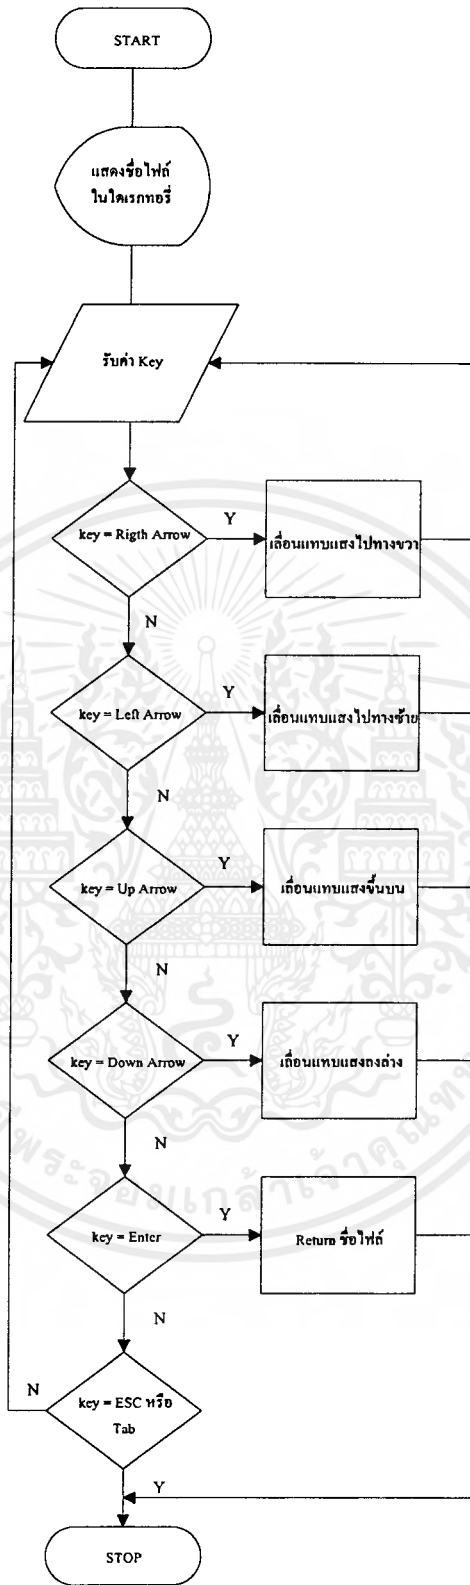 START
แสดงชื่อไฟล์
ในไดเรกทอรี่
รับค่า Key
key = Rigth Arrow
Y
เลื่อนแทบแสงไปทางขวา
N
key = Left Arrow
Y
เลื่อนแทบแสงไปทางซ้าย
N
key = Up Arrow
Y
เลื่อนแทบแสงขึ้นบน
N
key = Down Arrow
Y
เลื่อนแทบแสงลงล่าง
N
key = Enter
Y
Return ชื่อไฟล์
N
key = ESC หรือ
Tab
N
Y
STOP